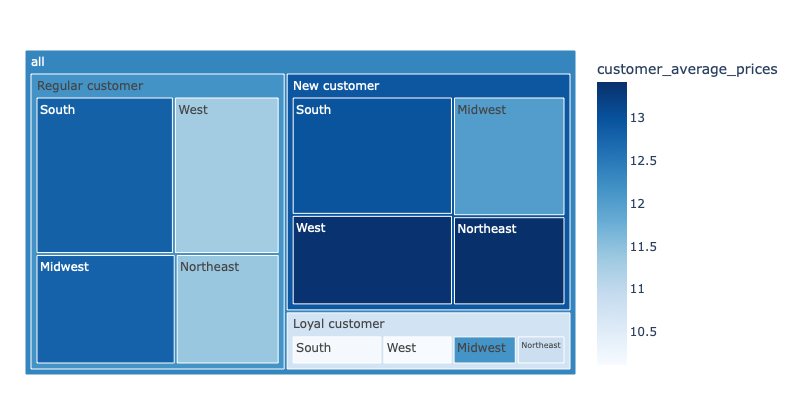 all
Regular customer
South
West
Midwest
Northeast
New customer
South
Midwest
West
Northeast
Loyal customer
South
West
Midwest
Northeast
customer_average_prices
13
12.5
12
11.5
11
10.5